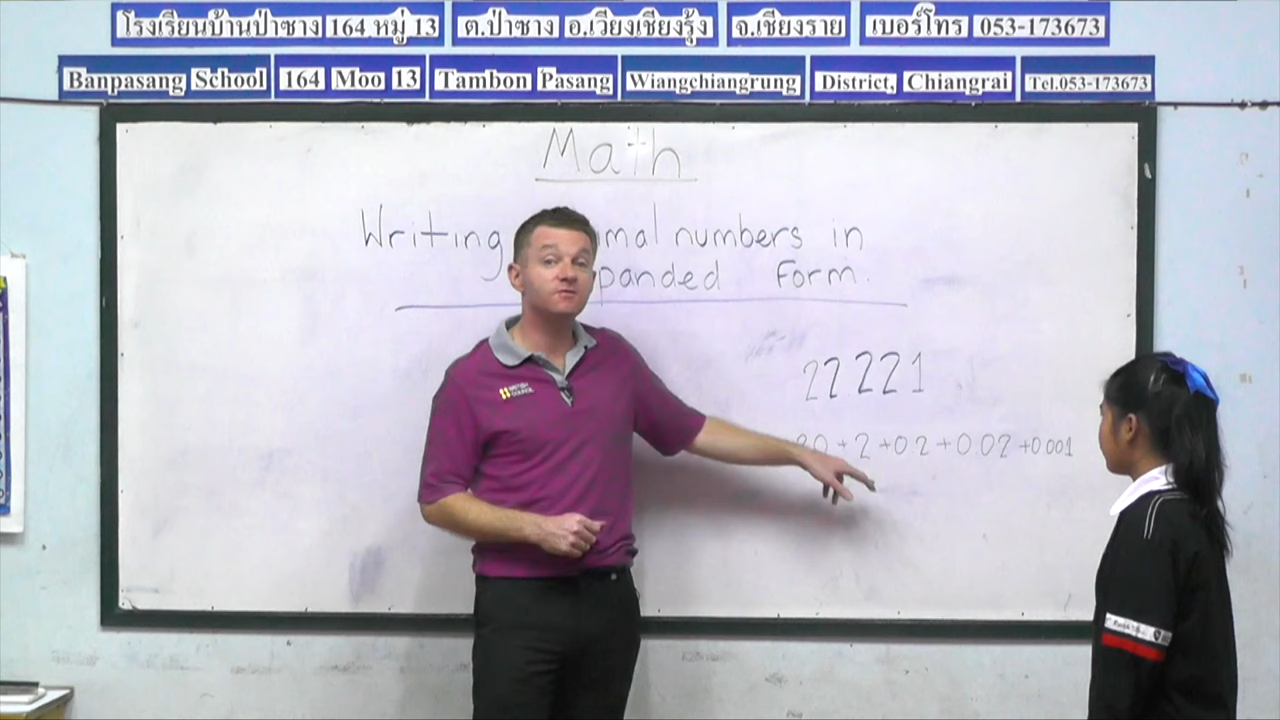 โรงเรียนบ้านป่าซาง 164 หมู่ 13 ต.ป่าซาง อ.เวียงเชียงรุ้ง จ.เชียงราย เบอร์โทร 053-173673
Banpasang School 164 Moo 13 Tambon Pasang Wiangchiangrung District, Chiangrai Tel.053-173673
Math
Writing imal numbers in
panded Form.
22221
20 + 2 + 0.2 + 0.02 + 0.001
BRITISH
COUNCIL